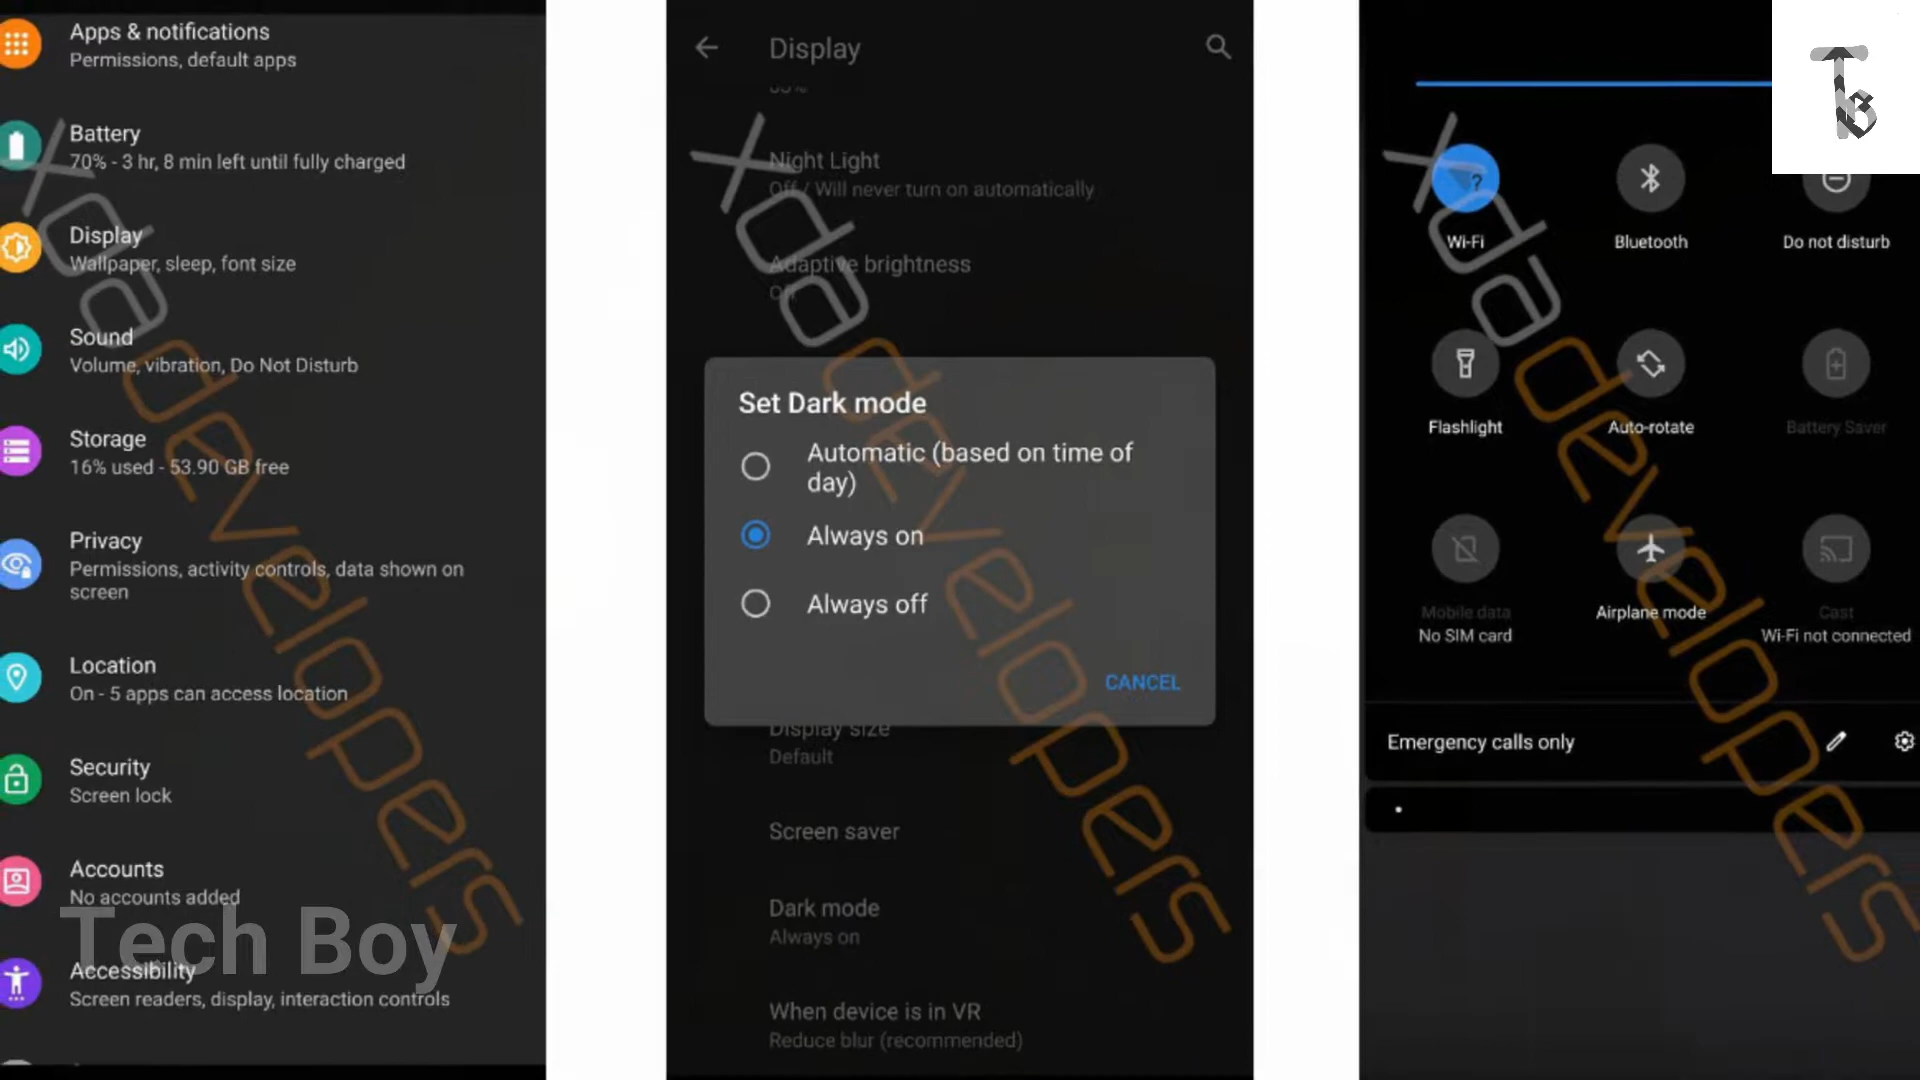 Apps & notifications
Permissions, default apps
Battery
70% - 3 hr, 8 min left until fully charged
Display
Wallpaper, sleep, font size
Sound
Volume, vibration, Do Not Disturb
Storage
16% used - 53.90 GB free
Privacy
Permissions, activity controls, data shown on
screen
Location
On - 5 apps can access location
Security
Screen lock
Accounts
No accounts added
Tech Boy
Accessibility
Screen readers, display, interaction controls
xdadevelopers
Display
Night Light
Off / Will never turn on automatically
Adaptive brightness
Off
Set Dark mode
Automatic (based on time of
day)
Always on
Always off
CANCEL
Display size
Default
Screen saver
Dark mode
Always on
When device is in VR
Reduce blur (recommended)
xdadevelopers
TB
?
Wi-Fi
Bluetooth
Do not disturb
Flashlight
Auto-rotate
Battery Saver
Mobile data
No SIM card
Airplane mode
Cast
Wi-Fi not connected
Emergency calls only
xdadevelopers